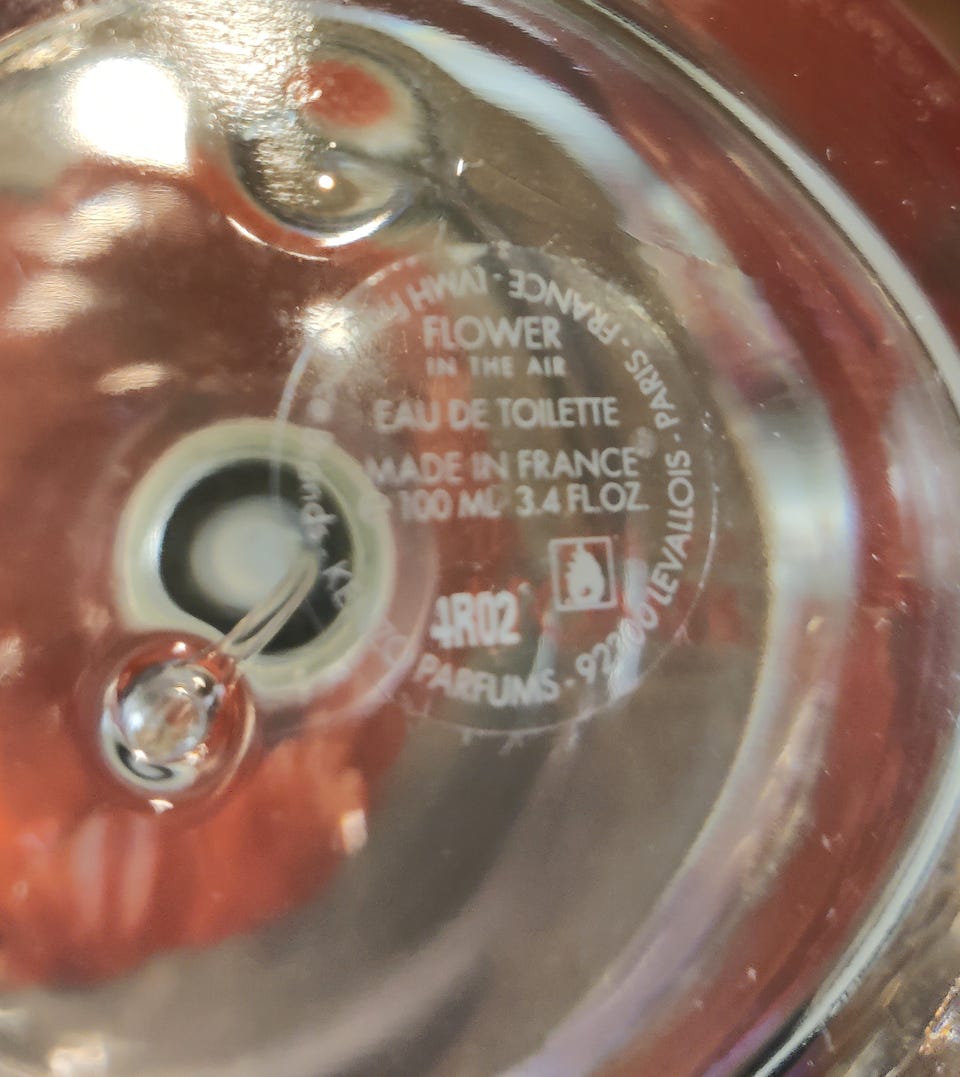 FLOWER
IN THE AIR
EAU DE TOILETTE
MADE IN FRANCE
100 ML 3.4 FL.OZ
4R02
PARFUMS - 92300 LEVALLOIS - PARIS - FRANCE - LVMH